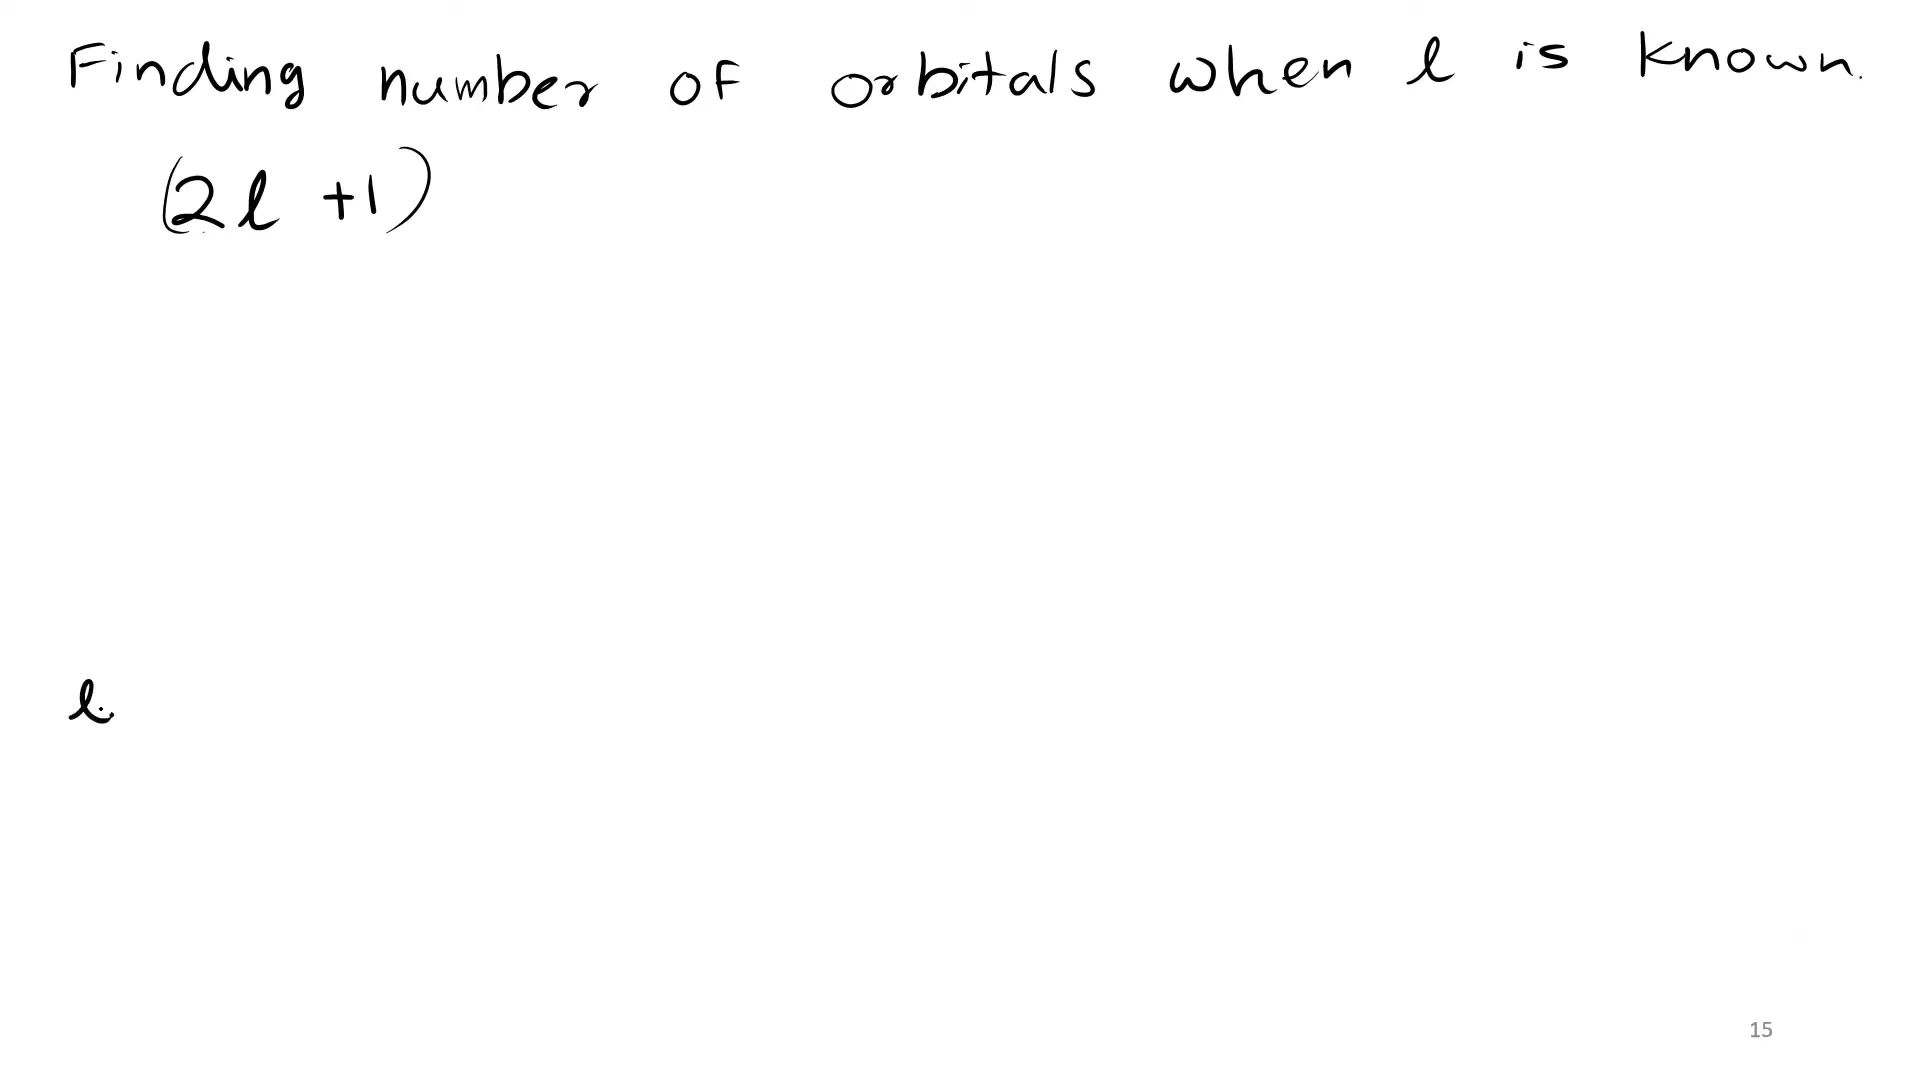 Finding number of orbitals when l is known.
(2l +1)
l
15